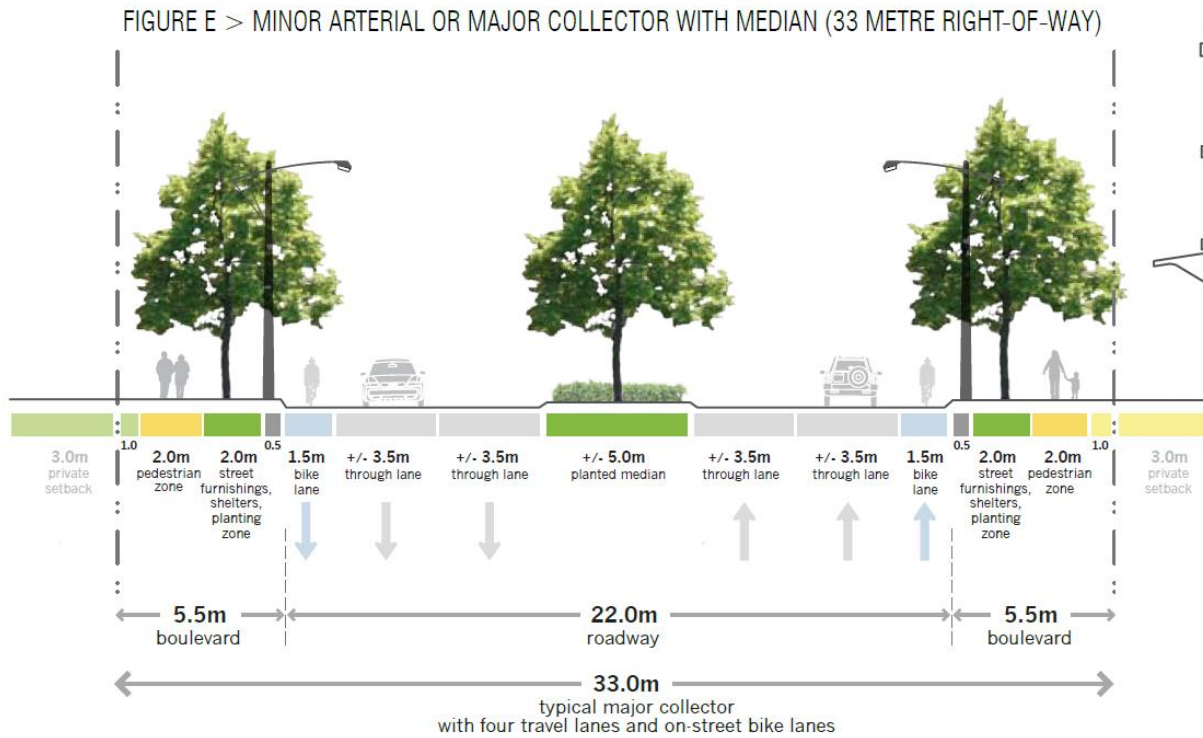 FIGURE E > MINOR ARTERIAL OR MAJOR COLLECTOR WITH MEDIAN (33 METRE RIGHT-OF-WAY)
3.0m
private
setback
1.0
2.0m
pedestrian
zone
2.0m
street
furnishings,
shelters,
planting
zone
0.5
1.5m
bike
lane
+/- 3.5m
through lane
+/- 3.5m
through lane
+/- 5.0m
planted median
+/- 3.5m
through lane
+/- 3.5m
through lane
1.5m
bike
lane
0.5
2.0m
street
furnishings,
shelters,
planting
zone
2.0m
pedestrian
zone
1.0
3.0m
private
setback
5.5m
boulevard
22.0m
roadway
5.5m
boulevard
33.0m
typical major collector
with four travel lanes and on-street bike lanes